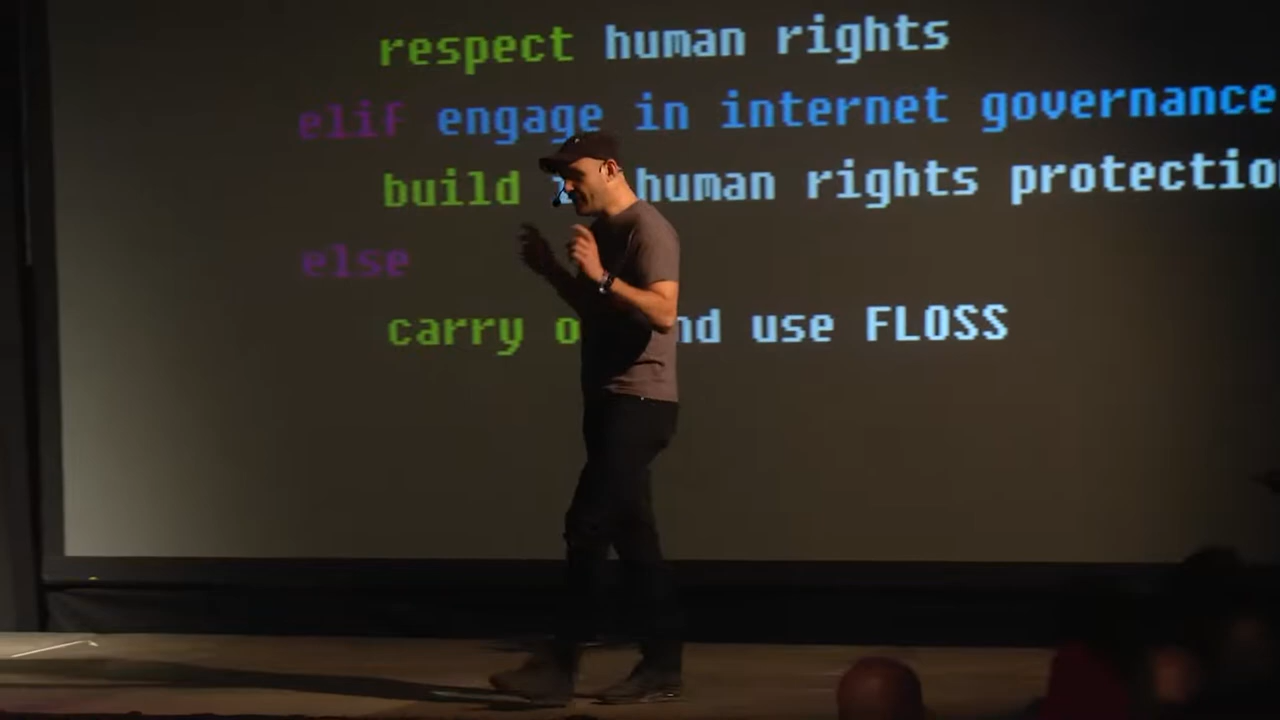 respect human rights
elif engage in internet governance
build human rights
else
carry use FLOSS